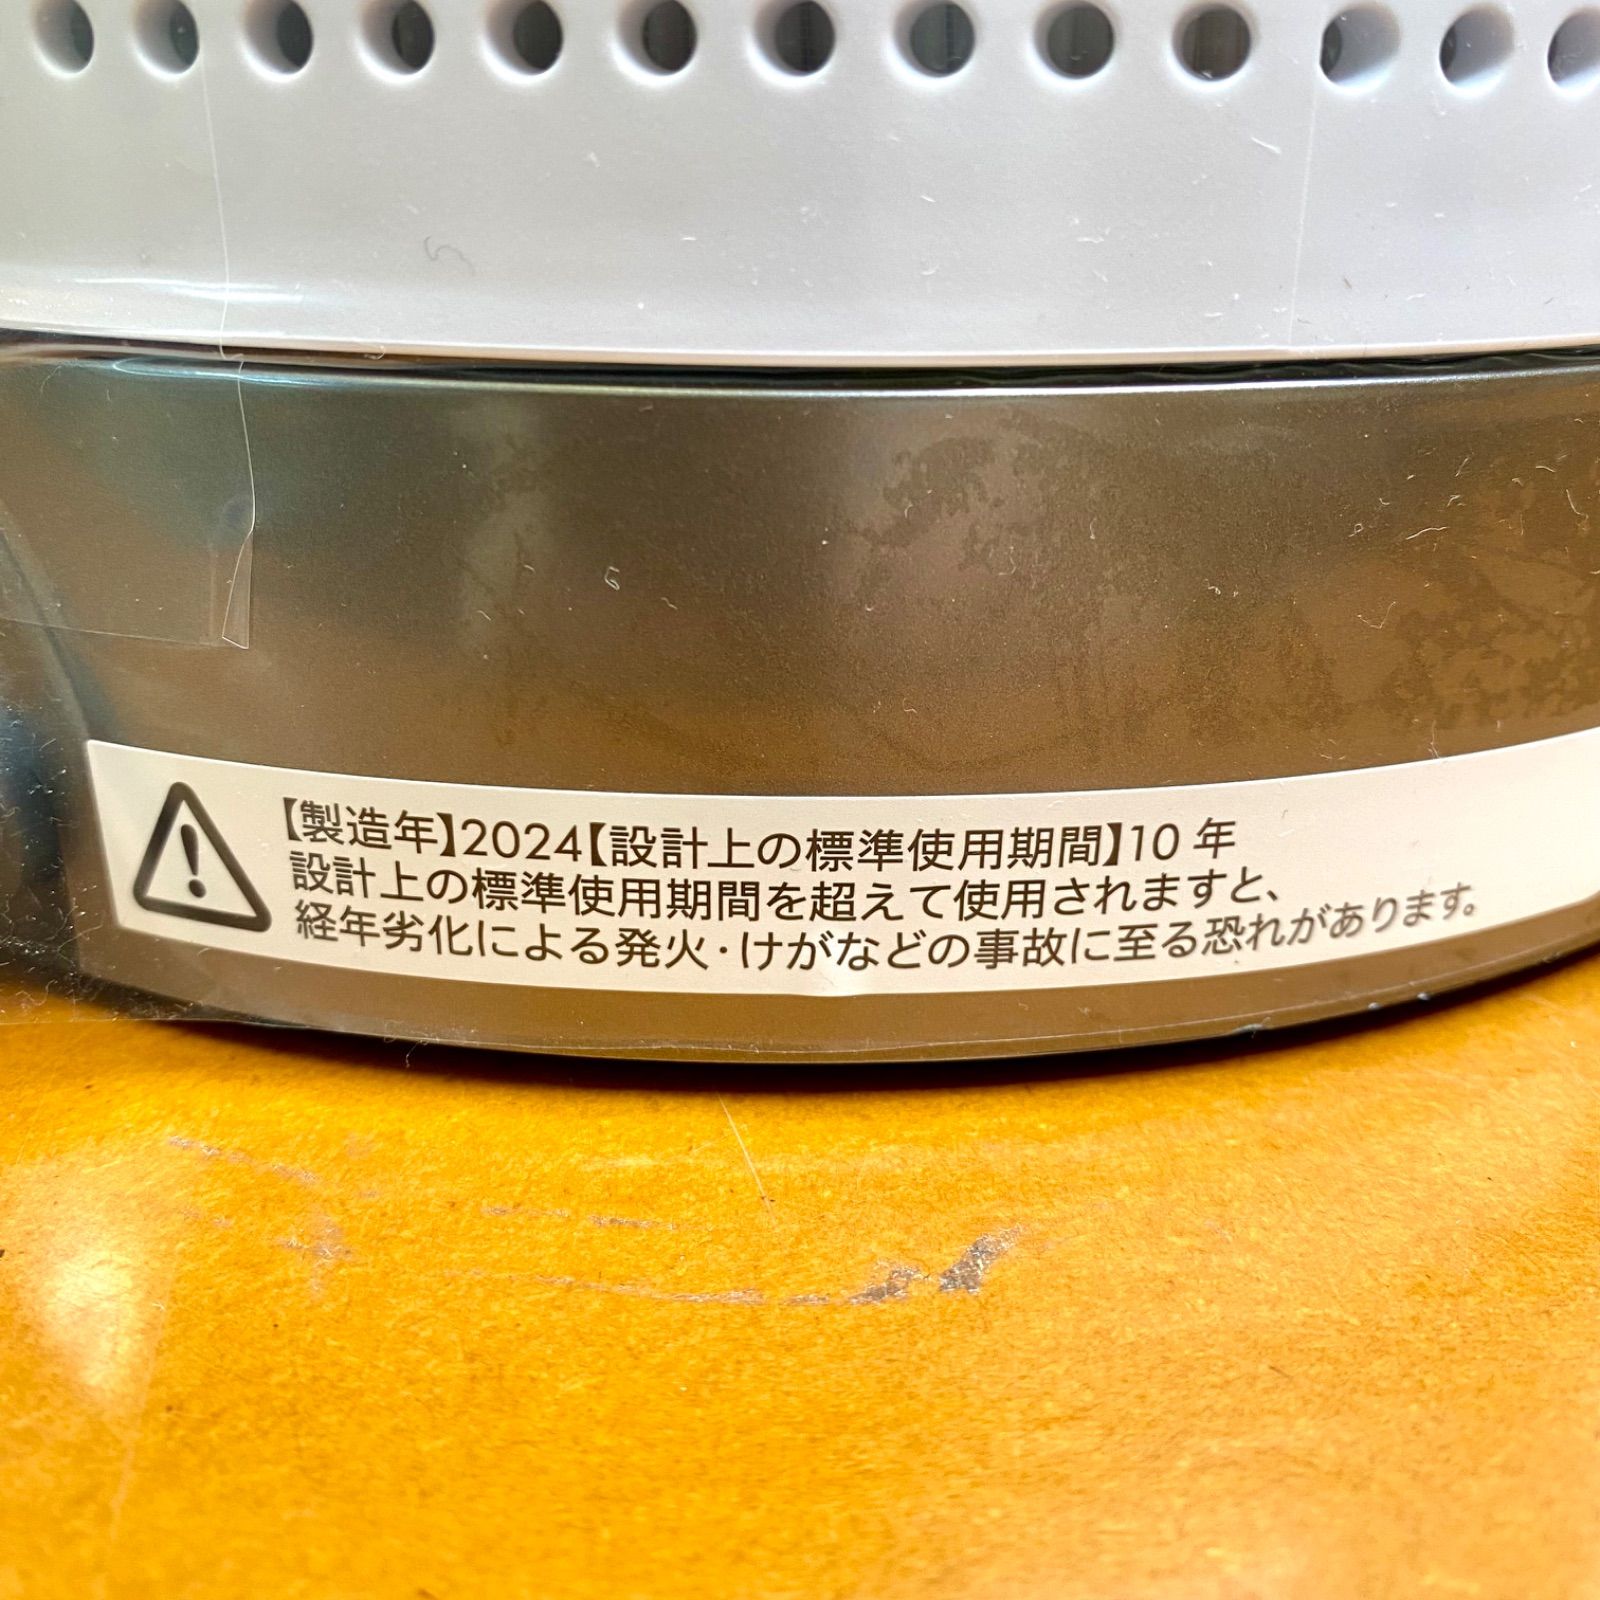 【製造年】2024【設計上の標準使用期間】10 年
設計上の標準使用期間を超えて使用されますと、
経年劣化による発火・けがなどの事故に至る恐れがあります。